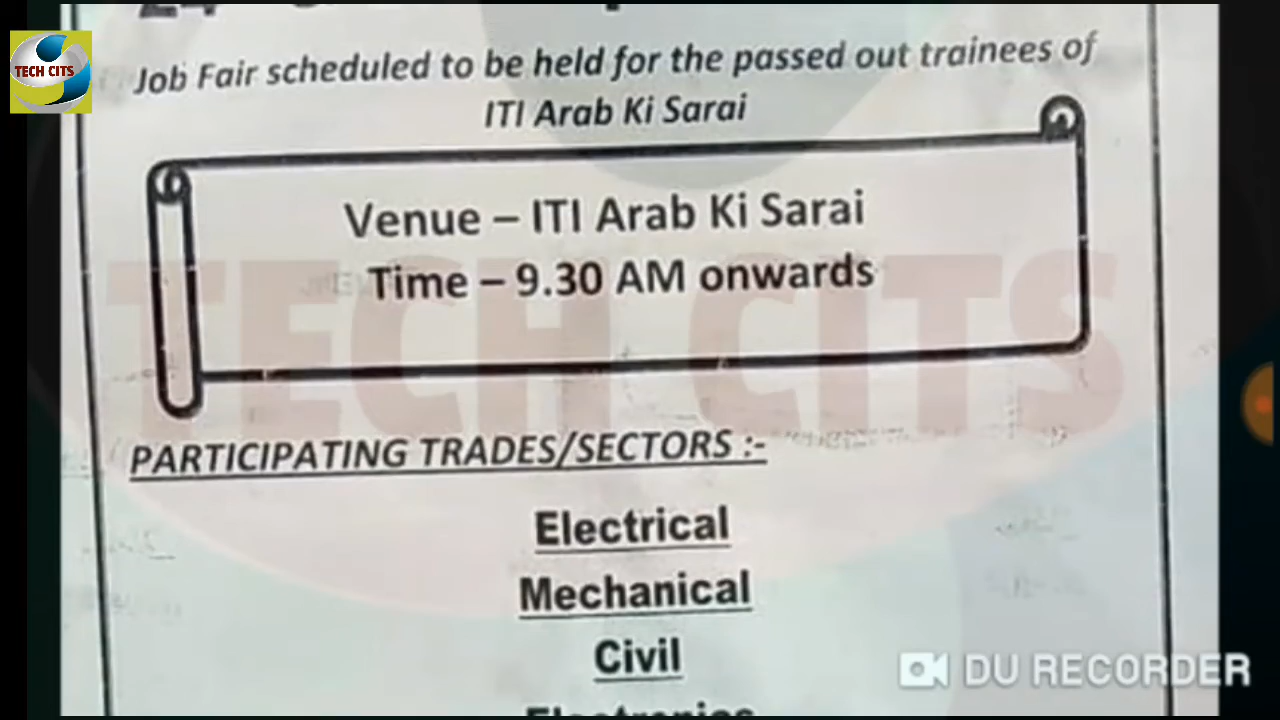 TECH CITS
Job Fair scheduled to be held for the passed out trainees of
ITI Arab Ki Sarai
Venue – ITI Arab Ki Sarai
Time – 9.30 AM onwards
TECH CITS
PARTICIPATING TRADES/SECTORS :-
Electrical
Mechanical
Civil
Electronics
DU RECORDER